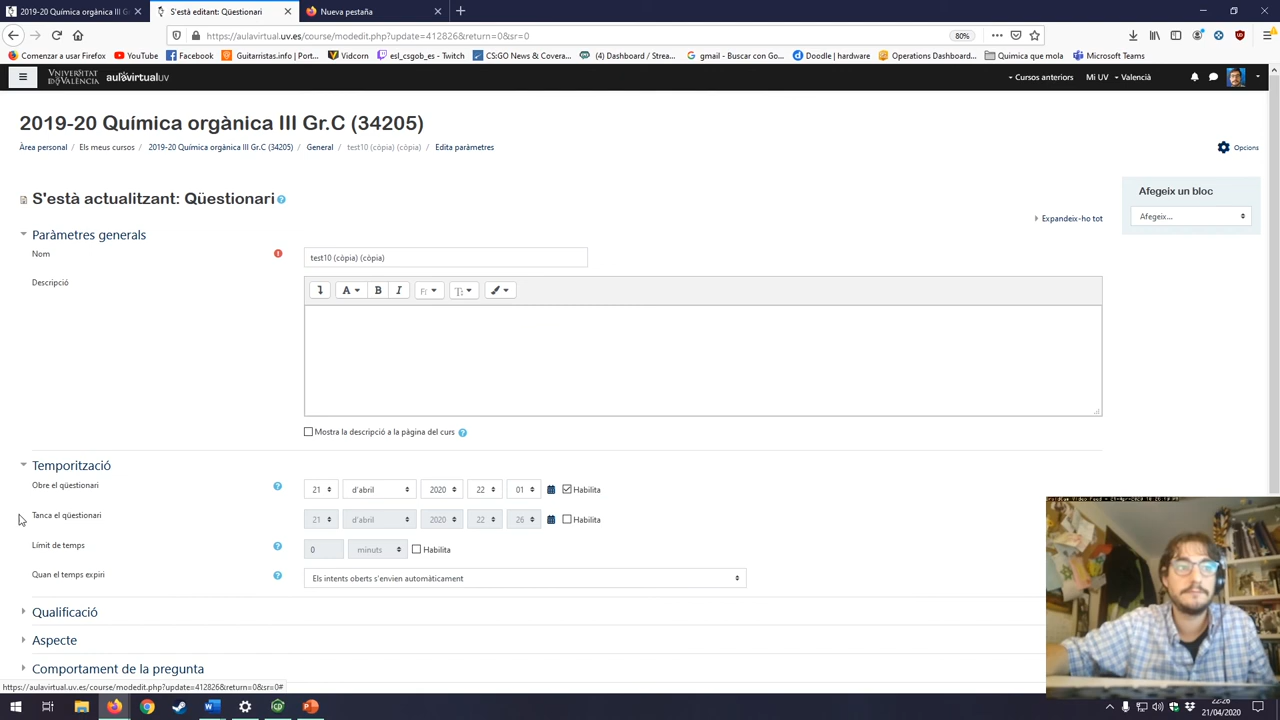 2019-20 Química orgànica III Gr.C
S'està editant: Qüestionari
Nueva pestaña
https://aulavirtual.uv.es/course/modedit.php?update=412826&return=0&sr=0
80%
Comenzar a usar Firefox
YouTube
Facebook
Guitarristas.info | Port...
Vidcorn
esl_csgob_es - Twitch
CS:GO News & Covera...
(4) Dashboard / Strea...
gmail - Buscar con Go...
Doodle | hardware
Operations Dashboard...
Quimica que mola
Microsoft Teams
VNIVERSITAT DE VALÈNCIA
aulavirtualuv
Cursos anteriors
Mi UV
Valencià
2019-20 Química orgànica III Gr.C (34205)
Àrea personal / Els meus cursos / 2019-20 Química orgànica III Gr.C (34205) / General / test10 (còpia) (còpia) / Edita paràmetres
Opcions
S'està actualitzant: Qüestionari
Afegeix un bloc
Afegeix...
Expandeix-ho tot
Paràmetres generals
Nom
test10 (còpia) (còpia)
Descripció
A
B
I
Mostra la descripció a la pàgina del curs
Temporització
Obre el qüestionari
21 d'abril 2020 22 01 Habilita
Tanca el qüestionari
21 d'abril 2020 22 26 Habilita
Límit de temps
0 minuts Habilita
Quan el temps expiri
Els intents oberts s'envien automàticament
Qualificació
Aspecte
Comportament de la pregunta
https://aulavirtual.uv.es/course/modedit.php?update=412826&return=0&sr=0#
22:26
21/04/2020